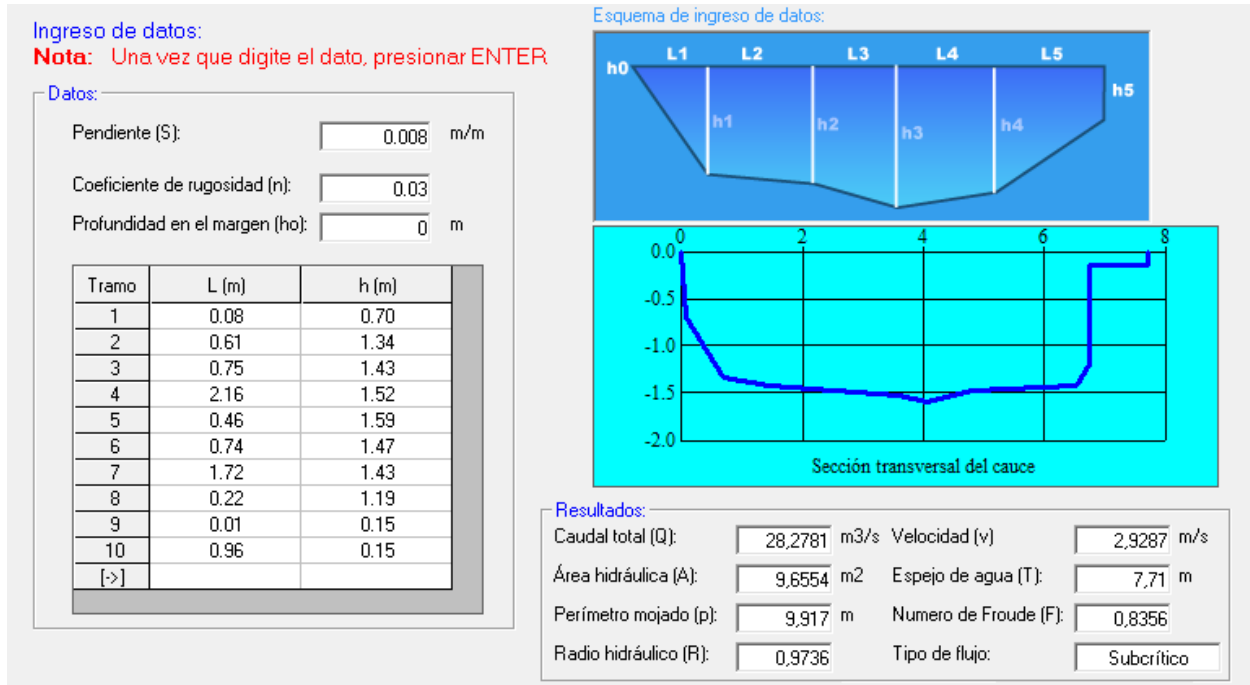 Ingreso de datos:
Nota: Una vez que digite el dato, presionar ENTER
Datos:
Pendiente (S): 0.008 m/m
Coeficiente de rugosidad (n): 0.03
Profundidad en el margen (ho): 0 m
Tramo L (m) h (m)
1 0.08 0.70
2 0.61 1.34
3 0.75 1.43
4 2.16 1.52
5 0.46 1.59
6 0.74 1.47
7 1.72 1.43
8 0.22 1.19
9 0.01 0.15
10 0.96 0.15
[->]
Esquema de ingreso de datos:
L1 L2 L3 L4 L5
h0
h5
h1 h2 h3 h4
0 2 4 6 8
0.0
-0.5
-1.0
-1.5
-2.0
Sección transversal del cauce
Resultados:
Caudal total (Q): 28,2781 m3/s Velocidad (v) 2,9287 m/s
Área hidráulica (A): 9,6554 m2 Espejo de agua (T): 7,71 m
Perímetro mojado (p): 9,917 m Numero de Froude (F): 0,8356
Radio hidráulico (R): 0,9736 Tipo de flujo: Subcrítico